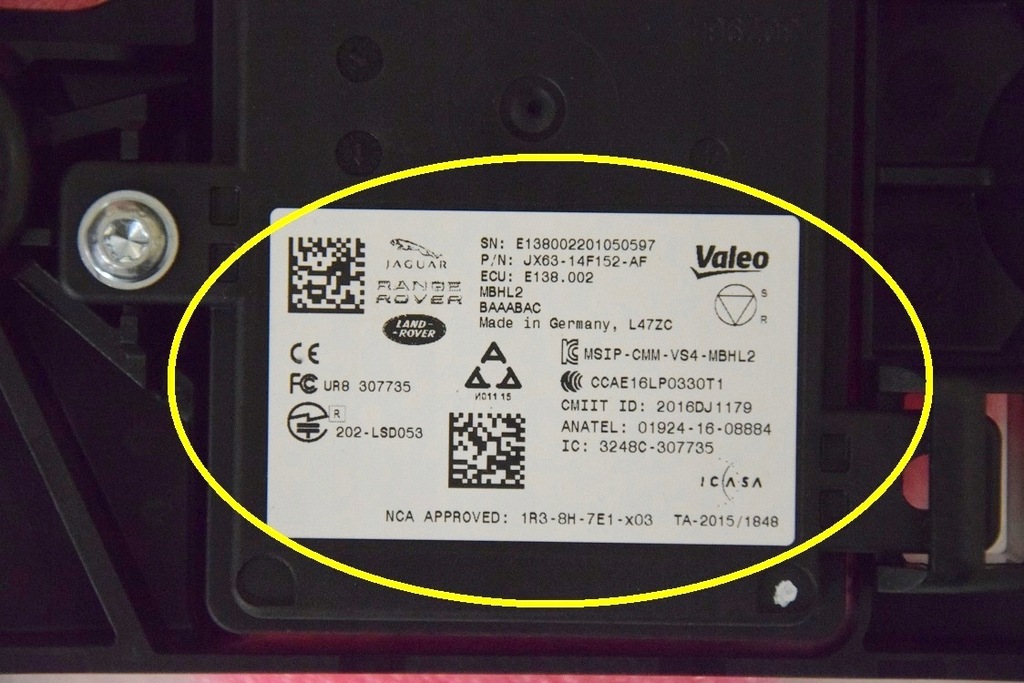 JAGUAR
RANGE
ROVER
LAND-
-ROVER
SN: E138002201050597
P/N: JX63-14F152-AF
ECU: E138.002
MBHL2
BAAABAC
Made in Germany, L47ZC
Valeo
S
R
CE
FC UR8 307735
R
202-LSD053
И011 15
MSIP-CMM-VS4-MBHL2
CCAE16LP0330T1
CMIIT ID: 2016DJ1179
ANATEL: 01924-16-08884
IC: 3248C-307735
ICASA
NCA APPROVED: 1R3-8H-7E1-x03
TA-2015/1848